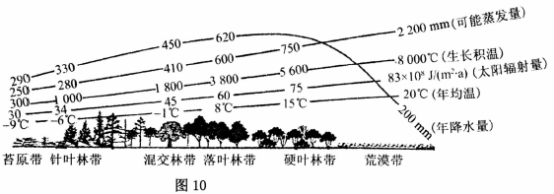 290 330 450 620 2 200 mm(可能蒸发量)
250 280 410 600 750
300 1 000 1 800 3 800 5 600 8 000℃(生长积温)
30 34 45 60 75 83×10⁸ J/(m²·a)(太阳辐射量)
-9℃ -6℃ -1℃ 8℃ 15℃ 20℃(年均温)
200 mm(年降水量)
苔原带 针叶林带 混交林带 落叶林带 硬叶林带 荒漠带
图 10